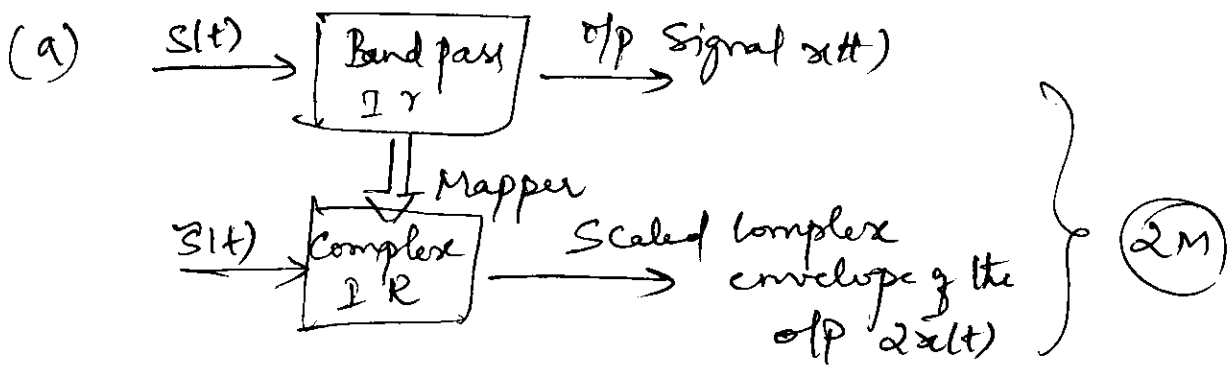 (a) S(t) Band pass I r o/p Signal x(t)
Mapper
S̃(t) Complex I R Scaled complex envelope of the o/p 2x(t)
2M